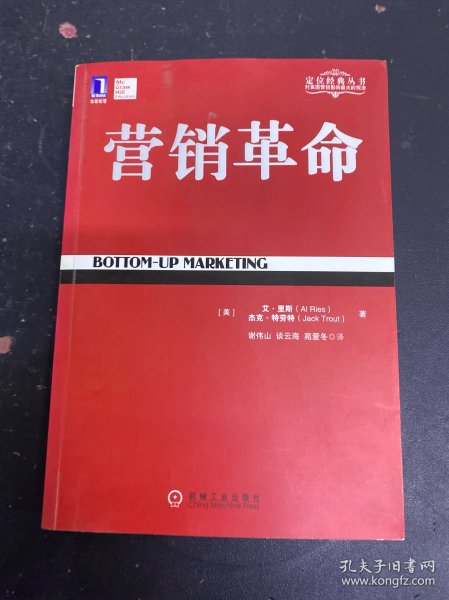 华章经管
Mc
Graw
Hill
Education
定位经典丛书
对美国营销影响最大的观念
营销革命
BOTTOM-UP MARKETING
[美] 艾·里斯（Al Ries） 著
杰克·特劳特（Jack Trout）
谢伟山 谈云海 苑爱冬◎译
机械工业出版社
China Machine Press
孔夫子旧书网
www.kongfz.com